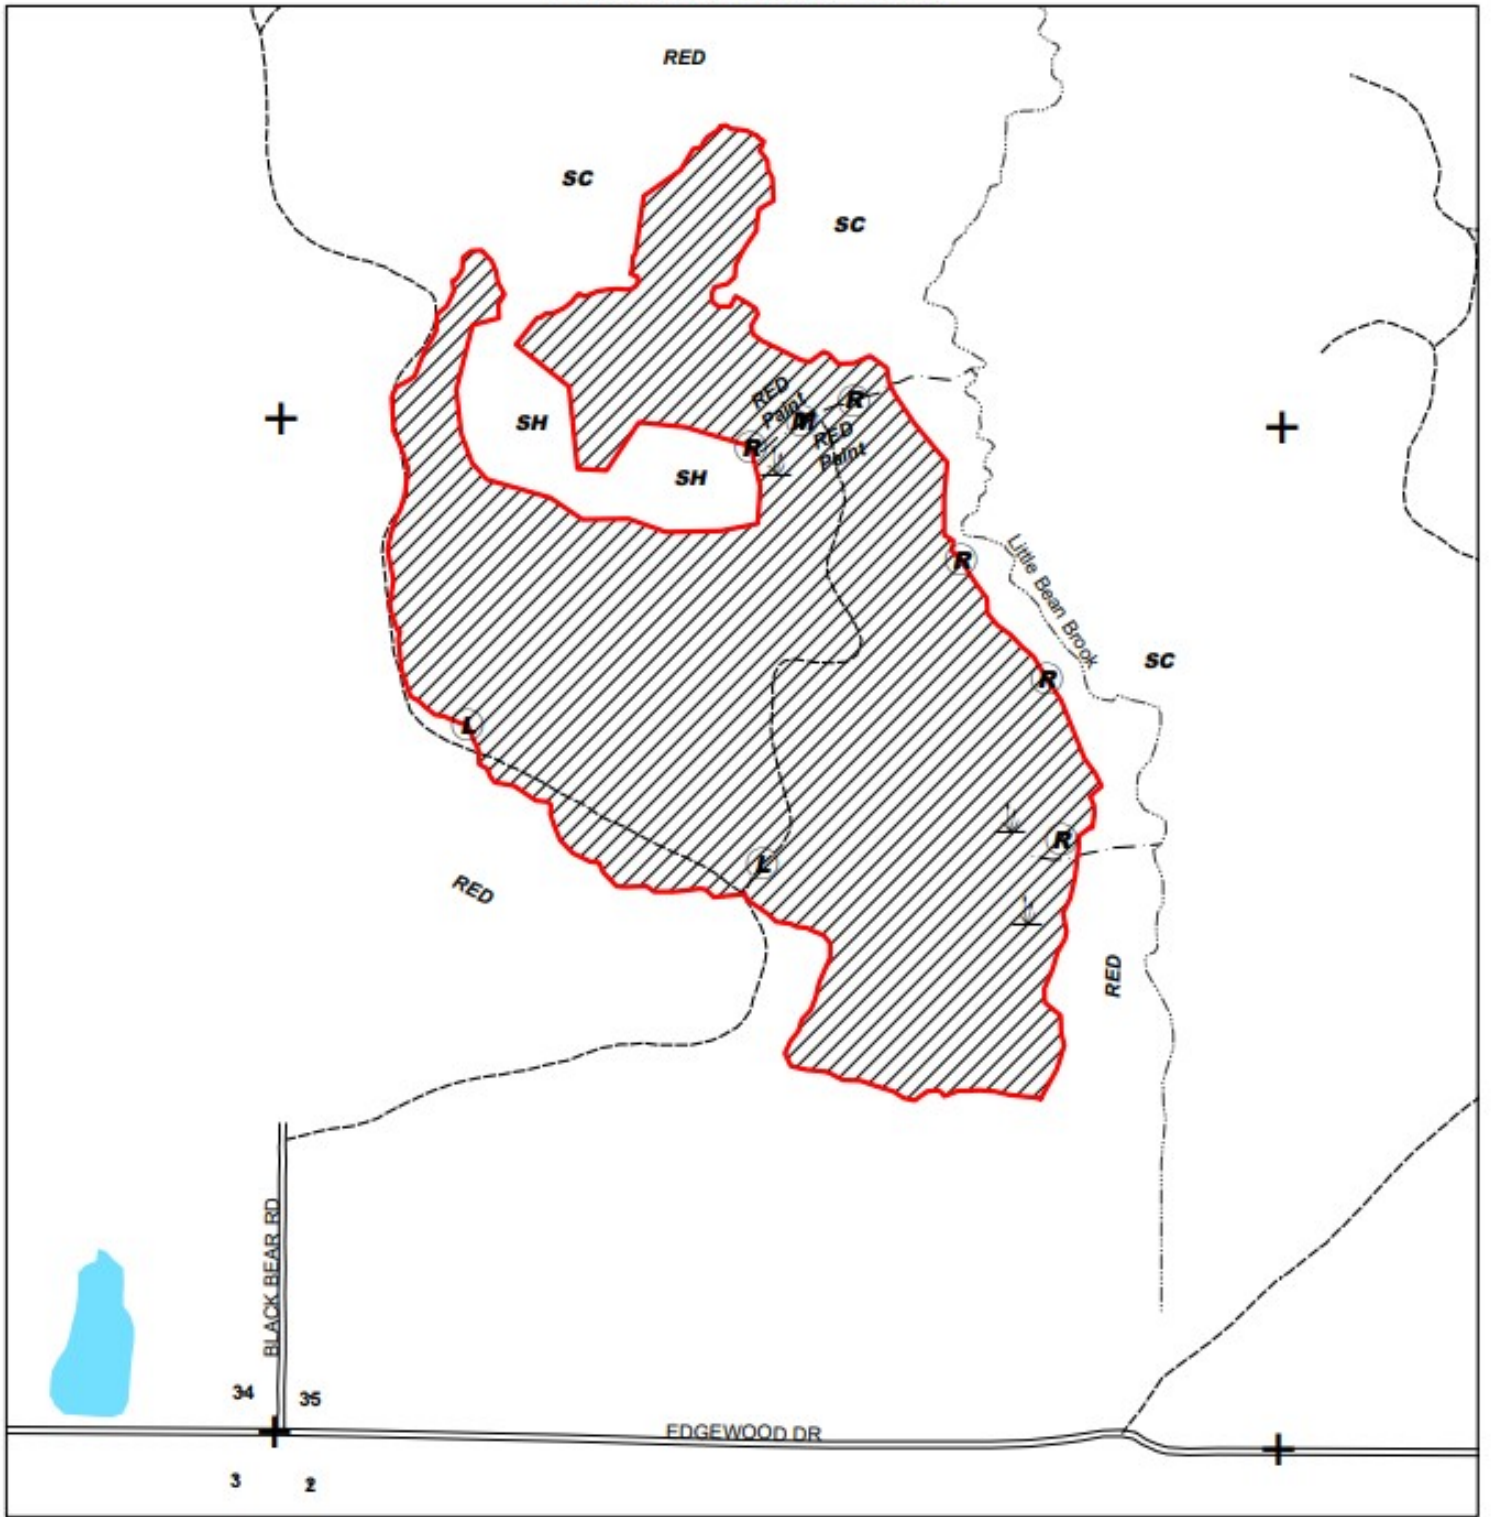 RED
SC
SC
RED
Paint
R
M
RED
Paint
R
SH
SH
R
Little Bean Brook
R
SC
L
R
L
RED
RED
BLACK BEAR RD
34
35
EDGEWOOD DR
3
2